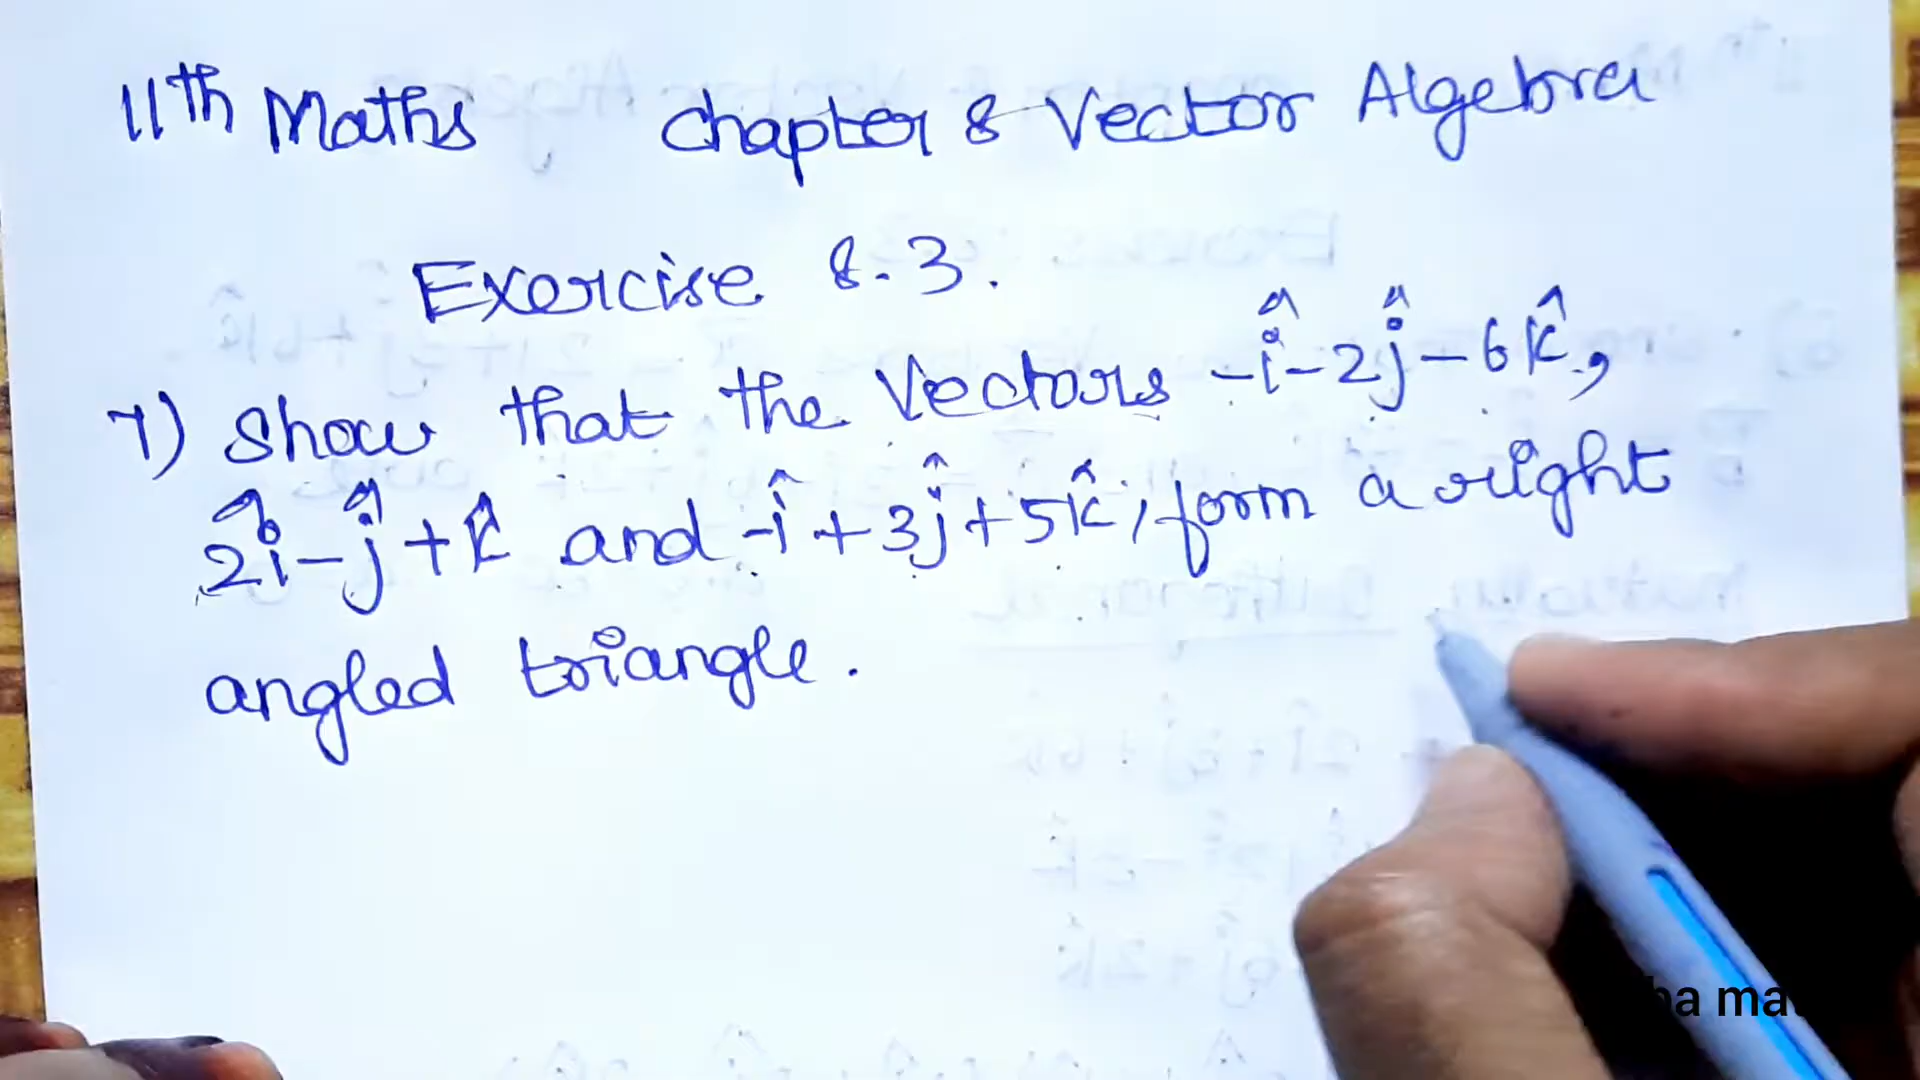 11th Maths Chapter 8 Vector Algebra
Exercise 8.3.
7) Show that the Vectors -î-2ĵ-6k̂,
2î-ĵ+k̂ and -î+3ĵ+5k̂, form a right
angled triangle.